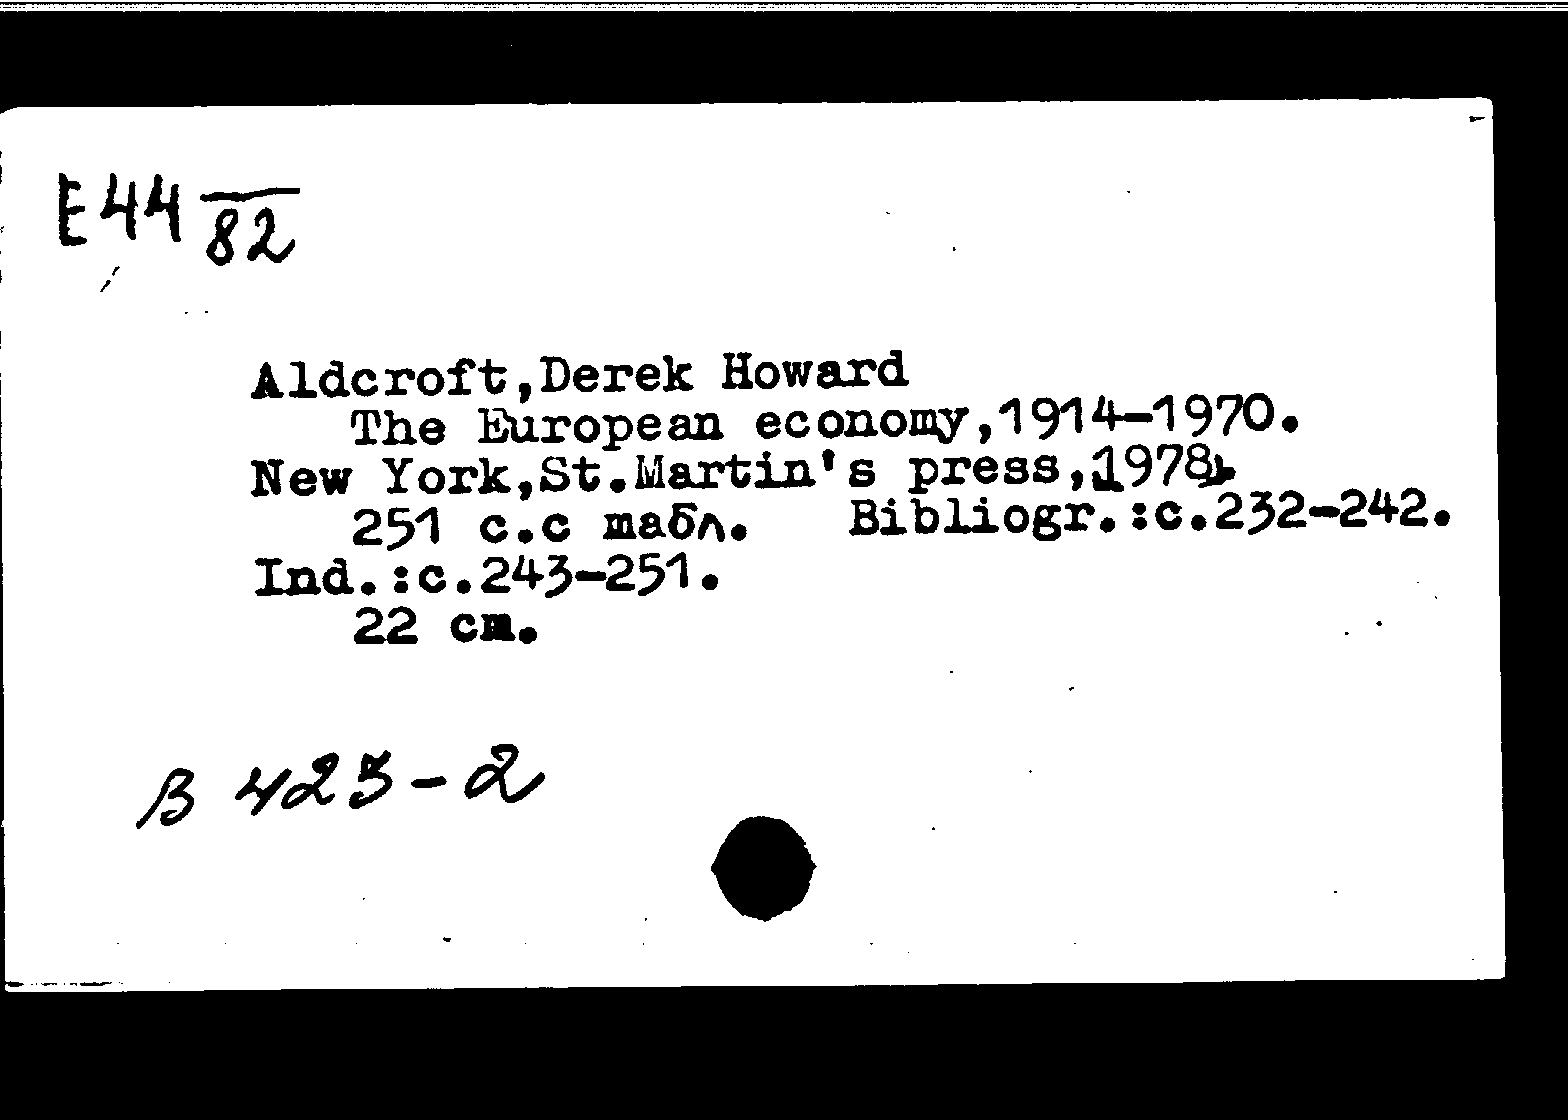 E44 82
Aldcroft,Derek Howard
The European economy,1914-1970.
New York,St.Martin's press,1978.
251 c.c табл. Bibliogr.:c.232-242.
Ind.:c.243-251.
22 cm.
B 423-2